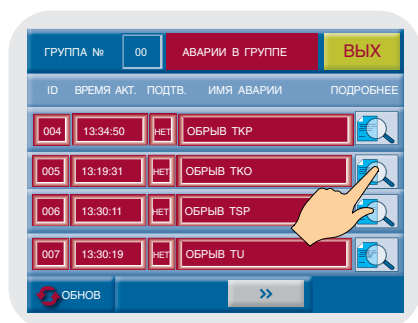 ГРУППА № 00 АВАРИИ В ГРУППЕ ВЫХ
ID ВРЕМЯ АКТ. ПОДТВ. ИМЯ АВАРИИ ПОДРОБНЕЕ
004 13:34:50 НЕТ ОБРЫВ TKP
005 13:19:31 НЕТ ОБРЫВ TKO
006 13:30:11 НЕТ ОБРЫВ TSP
007 13:30:19 НЕТ ОБРЫВ TU
ОБНОВ >>